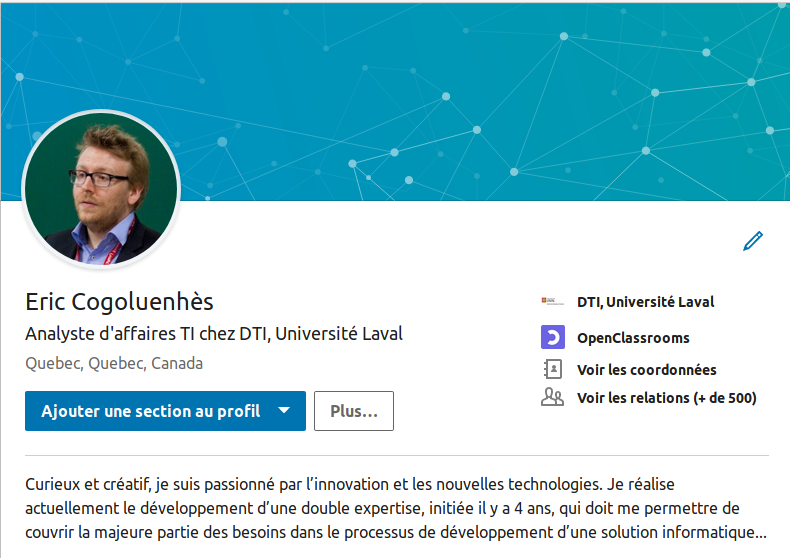 Eric Cogoluenhès
Analyste d'affaires TI chez DTI, Université Laval
Quebec, Quebec, Canada
Ajouter une section au profil
Plus…
DTI, Université Laval
OpenClassrooms
Voir les coordonnées
Voir les relations (+ de 500)
Curieux et créatif, je suis passionné par l’innovation et les nouvelles technologies. Je réalise
actuellement le développement d’une double expertise, initiée il y a 4 ans, qui doit me permettre de
couvrir la majeure partie des besoins dans le processus de développement d’une solution informatique...